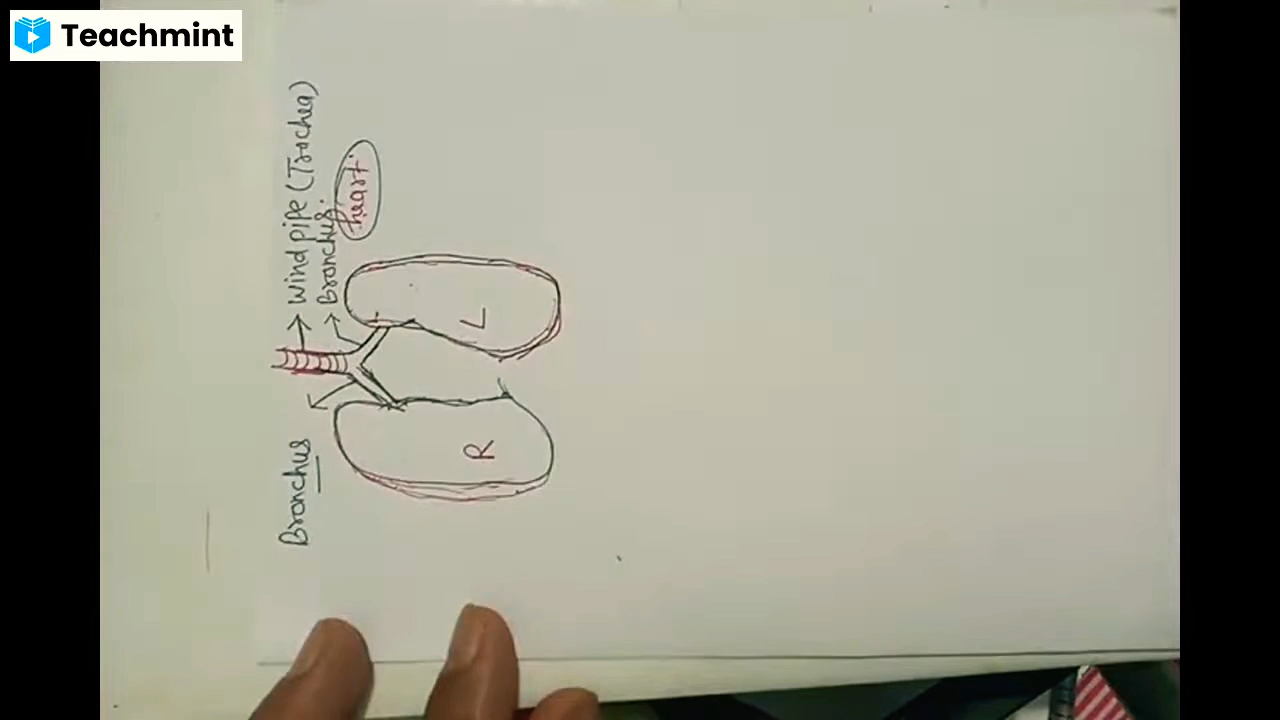 Teachmint
Wind pipe (Trachea)
Bronchus.
heart
Bronchus
L
R